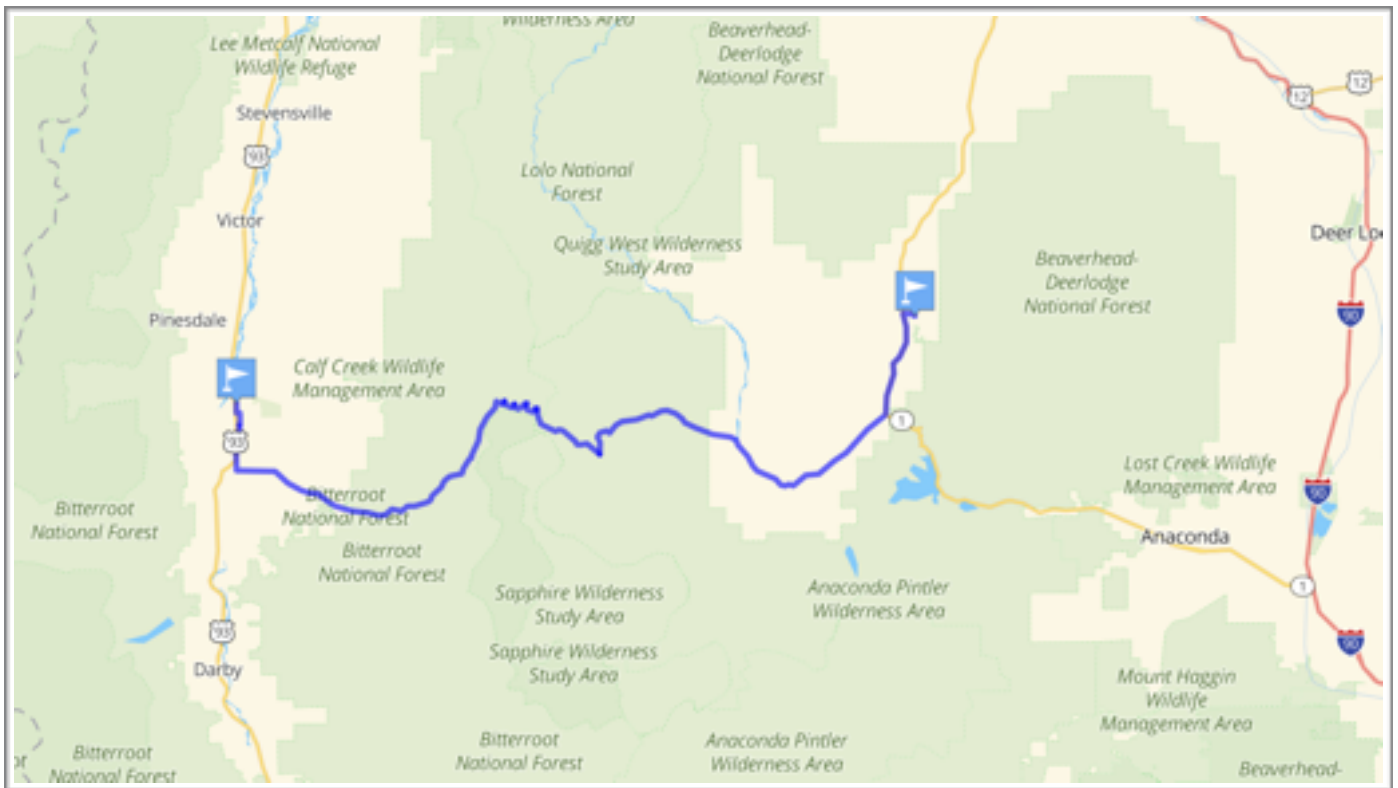 Wilderness Area
Lee Metcalf National
Wildlife Refuge
Beaverhead-
Deerlodge
National Forest
12
12
Stevensville
93
Lolo National
Forest
Victor
Quigg West Wilderness
Study Area
Deer Lo
Beaverhead-
Deerlodge
National Forest
Pinesdale
90
Calf Creek Wildlife
Management Area
1
93
Lost Creek Wildlife
Management Area
90
Bitterroot
National Forest
Bitterroot
National Forest
Anaconda
Bitterroot
National Forest
Anaconda Pintler
Wilderness Area
1
Sapphire Wilderness
Study Area
93
90
Darby
Sapphire Wilderness
Study Area
Mount Haggin
Wildlife
Management Area
Bitterroot
National Forest
Anaconda Pintler
Wilderness Area
ot
Bitterroot
National Forest
Beaverhead-